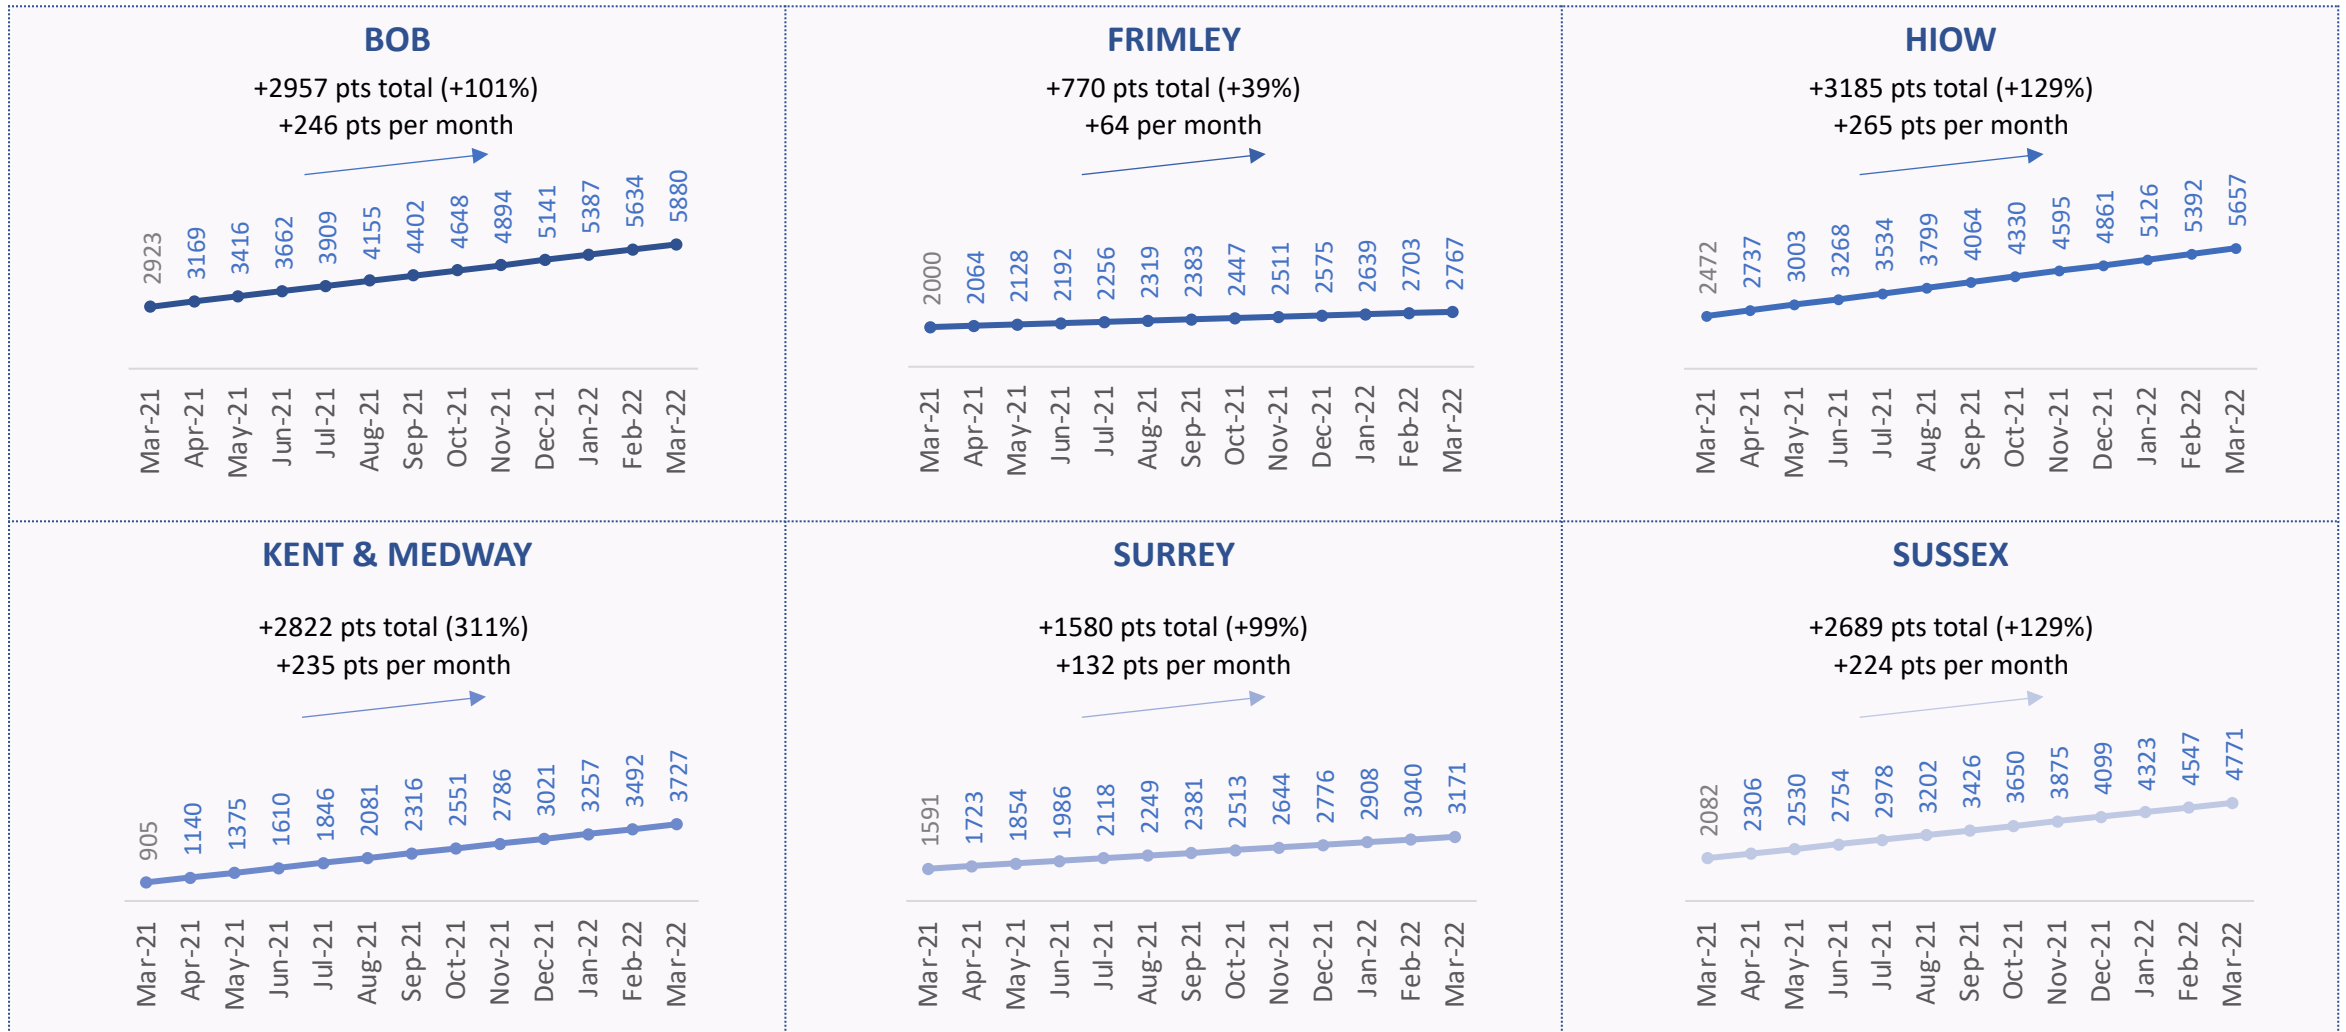 BOB
+2957 pts total (+101%)
+246 pts per month
2923 3169 3416 3662 3909 4155 4402 4648 4894 5141 5387 5634 5880
Mar-21 Apr-21 May-21 Jun-21 Jul-21 Aug-21 Sep-21 Oct-21 Nov-21 Dec-21 Jan-22 Feb-22 Mar-22
FRIMLEY
+770 pts total (+39%)
+64 per month
2000 2064 2128 2192 2256 2319 2383 2447 2511 2575 2639 2703 2767
Mar-21 Apr-21 May-21 Jun-21 Jul-21 Aug-21 Sep-21 Oct-21 Nov-21 Dec-21 Jan-22 Feb-22 Mar-22
HIOW
+3185 pts total (+129%)
+265 pts per month
2472 2737 3003 3268 3534 3799 4064 4330 4595 4861 5126 5392 5657
Mar-21 Apr-21 May-21 Jun-21 Jul-21 Aug-21 Sep-21 Oct-21 Nov-21 Dec-21 Jan-22 Feb-22 Mar-22
KENT & MEDWAY
+2822 pts total (311%)
+235 pts per month
905 1140 1375 1610 1846 2081 2316 2551 2786 3021 3257 3492 3727
Mar-21 Apr-21 May-21 Jun-21 Jul-21 Aug-21 Sep-21 Oct-21 Nov-21 Dec-21 Jan-22 Feb-22 Mar-22
SURREY
+1580 pts total (+99%)
+132 pts per month
1591 1723 1854 1986 2118 2249 2381 2513 2644 2776 2908 3040 3171
Mar-21 Apr-21 May-21 Jun-21 Jul-21 Aug-21 Sep-21 Oct-21 Nov-21 Dec-21 Jan-22 Feb-22 Mar-22
SUSSEX
+2689 pts total (+129%)
+224 pts per month
2082 2306 2530 2754 2978 3202 3426 3650 3875 4099 4323 4547 4771
Mar-21 Apr-21 May-21 Jun-21 Jul-21 Aug-21 Sep-21 Oct-21 Nov-21 Dec-21 Jan-22 Feb-22 Mar-22